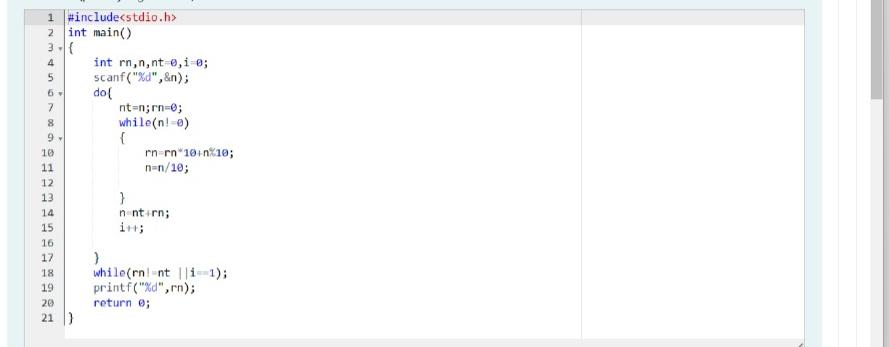 1 #include<stdio.h>
2 int main()
3 {
4 int rn,n,nt=0,i=0;
5 scanf("%d",&n);
6 do{
7 nt=n;rn=0;
8 while(n!=0)
9 {
10 rn=rn*10+n%10;
11 n=n/10;
12
13 }
14 n=nt+rn;
15 i++;
16
17 }
18 while(rn!=nt ||i==1);
19 printf("%d",rn);
20 return 0;
21 }